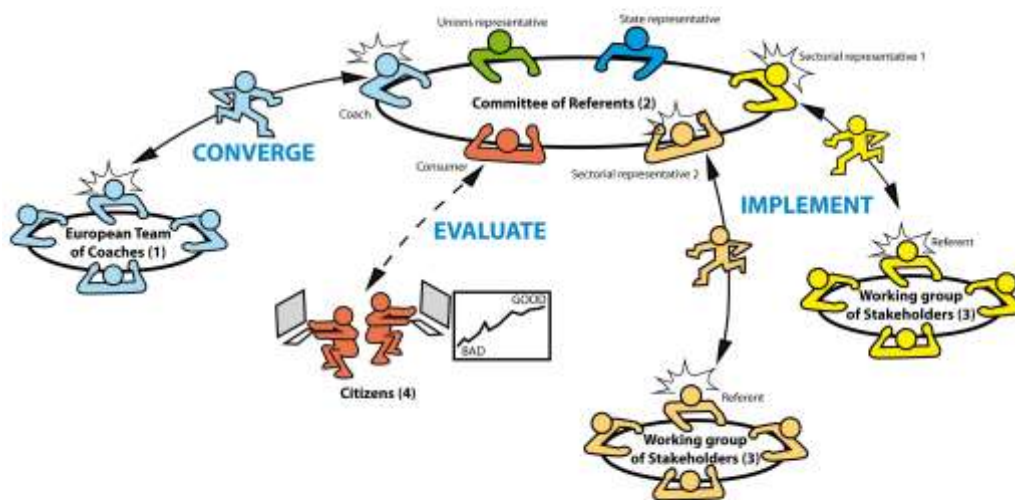 Unions representative
State representative
Sectorial representative 1
Coach
Committee of Referents (2)
CONVERGE
Consumer
Sectorial representative 2
EVALUATE
IMPLEMENT
European Team
of Coaches (1)
Referent
Working group
of Stakeholders (3)
GOOD
BAD
Citizens (4)
Referent
Working group
of Stakeholders (3)